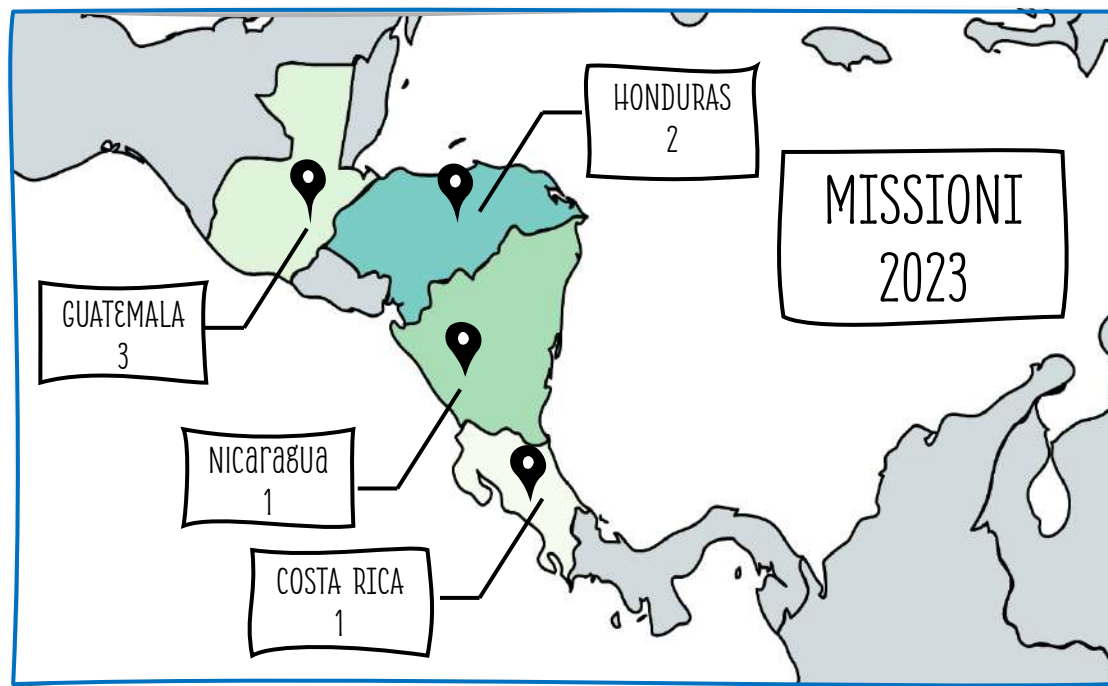 HONDURAS
2
MISSIONI
2023
GUATEMALA
3
Nicaragua
1
COSTA RICA
1